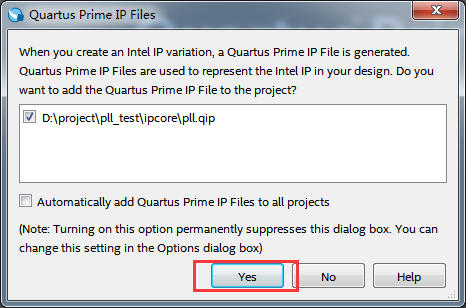 Quartus Prime IP Files
When you create an Intel IP variation, a Quartus Prime IP File is generated.
Quartus Prime IP Files are used to represent the Intel IP in your design. Do you
want to add the Quartus Prime IP File to the project?
D:\project\pll_test\ipcore\pll.qip
Automatically add Quartus Prime IP Files to all projects
(Note: Turning on this option permanently suppresses this dialog box. You can
change this setting in the Options dialog box)
Yes No Help